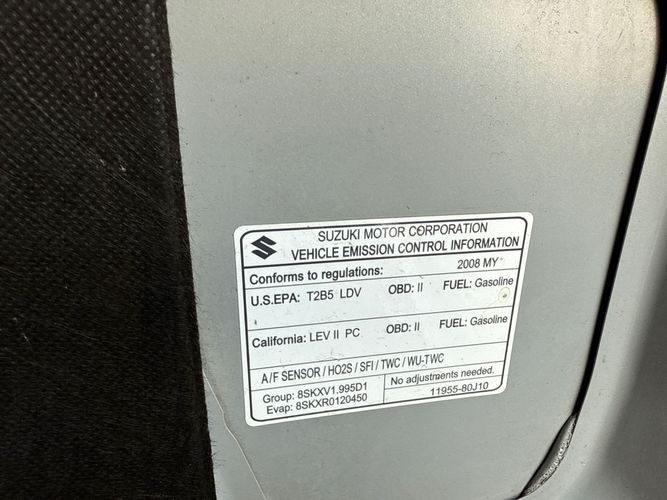 SUZUKI MOTOR CORPORATION
VEHICLE EMISSION CONTROL INFORMATION
Conforms to regulations: 2008 MY
U.S.EPA: T2B5 LDV OBD: II FUEL: Gasoline
California: LEV II PC OBD: II FUEL: Gasoline
A/F SENSOR / HO2S / SFI / TWC / WU-TWC
Group: 8SKXV1.995D1 No adjustments needed.
Evap: 8SKXR0120450 11955-80J10